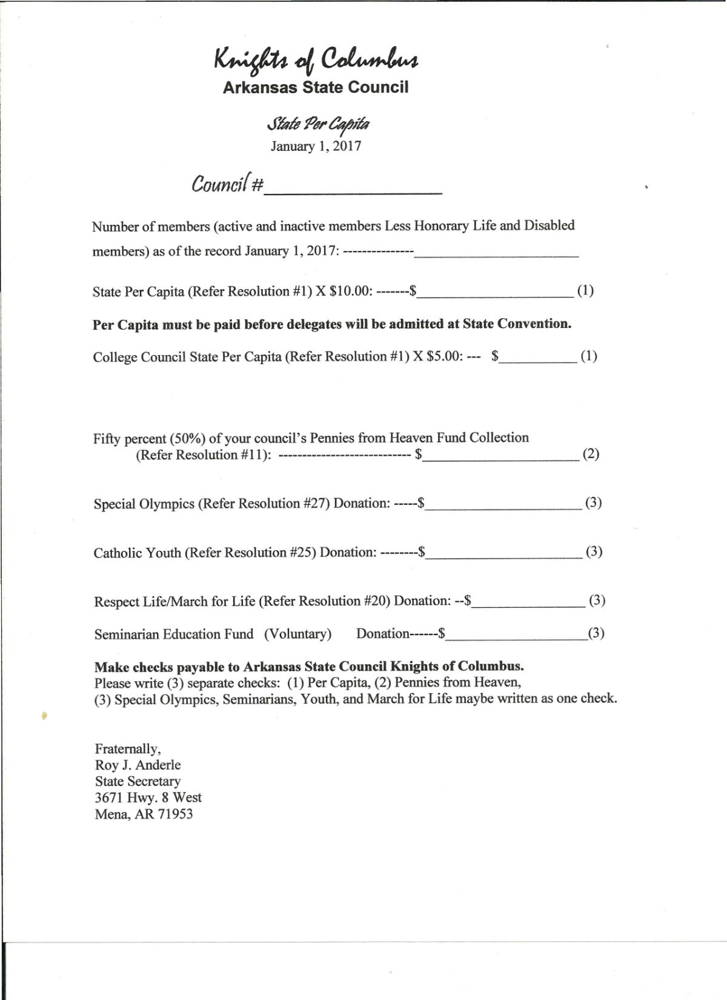 Knights of Columbus
Arkansas State Council
State Per Capita
January 1, 2017
Council #____________________
Number of members (active and inactive members Less Honorary Life and Disabled
members) as of the record January 1, 2017: ---------------______________________
State Per Capita (Refer Resolution #1) X $10.00: -------$_____________________ (1)
Per Capita must be paid before delegates will be admitted at State Convention.
College Council State Per Capita (Refer Resolution #1) X $5.00: --- $__________ (1)
Fifty percent (50%) of your council's Pennies from Heaven Fund Collection
(Refer Resolution #11): ---------------------------- $_____________________ (2)
Special Olympics (Refer Resolution #27) Donation: -----$_____________________ (3)
Catholic Youth (Refer Resolution #25) Donation: --------$_____________________ (3)
Respect Life/March for Life (Refer Resolution #20) Donation: --$_______________ (3)
Seminarian Education Fund (Voluntary) Donation------$___________________(3)
Make checks payable to Arkansas State Council Knights of Columbus.
Please write (3) separate checks: (1) Per Capita, (2) Pennies from Heaven,
(3) Special Olympics, Seminarians, Youth, and March for Life maybe written as one check.
Fraternally,
Roy J. Anderle
State Secretary
3671 Hwy. 8 West
Mena, AR 71953